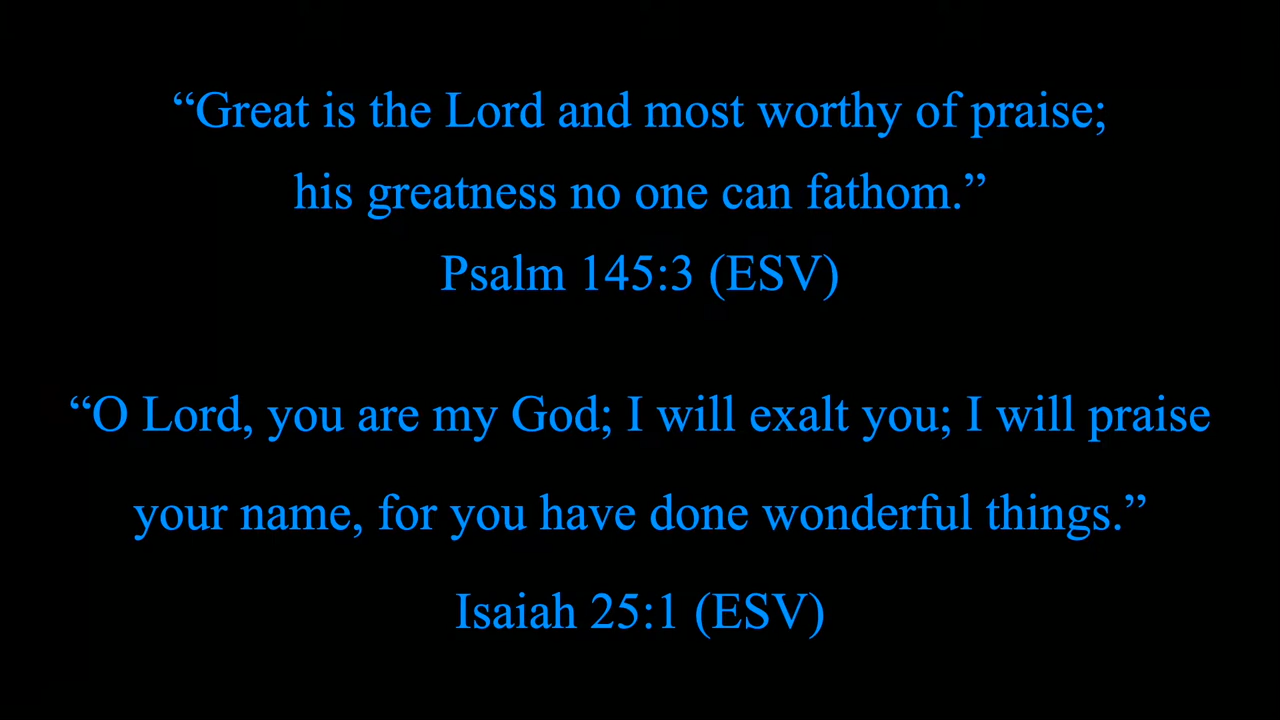 “Great is the Lord and most worthy of praise;
his greatness no one can fathom.”
Psalm 145:3 (ESV)
“O Lord, you are my God; I will exalt you; I will praise
your name, for you have done wonderful things.”
Isaiah 25:1 (ESV)